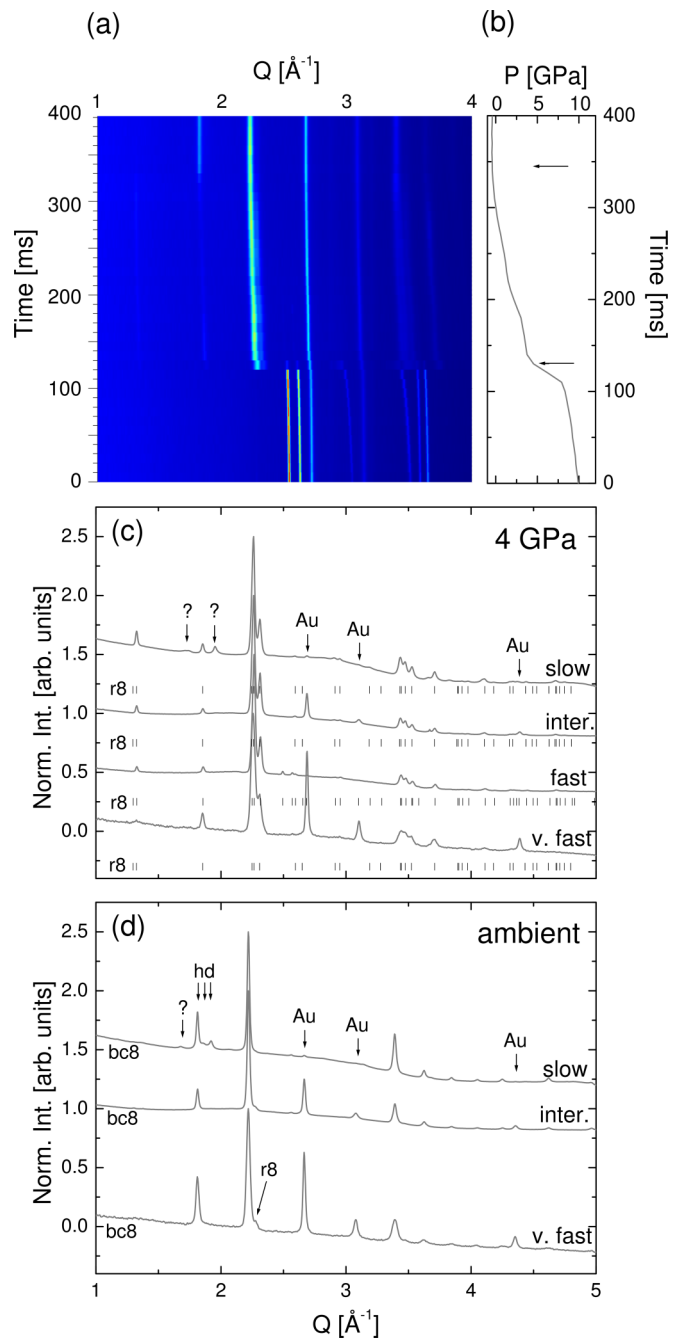 (a)
(b)
Q [Å-1]
P [GPa]
1 2 3 4
0 5 10
400
300
200
100
0
Time [ms]
400
300
200
100
0
Time [ms]
(c)
4 GPa
2.5
2.0
1.5
1.0
0.5
0.0
Norm. Int. [arb. units]
? ?
Au
Au
Au
slow
r8
inter.
r8
fast
r8
v. fast
r8
(d)
ambient
2.5
2.0
1.5
1.0
0.5
0.0
Norm. Int. [arb. units]
hd
?
Au
Au
Au
bc8
slow
bc8
inter.
r8
bc8
v. fast
1 2 3 4 5
Q [Å-1]